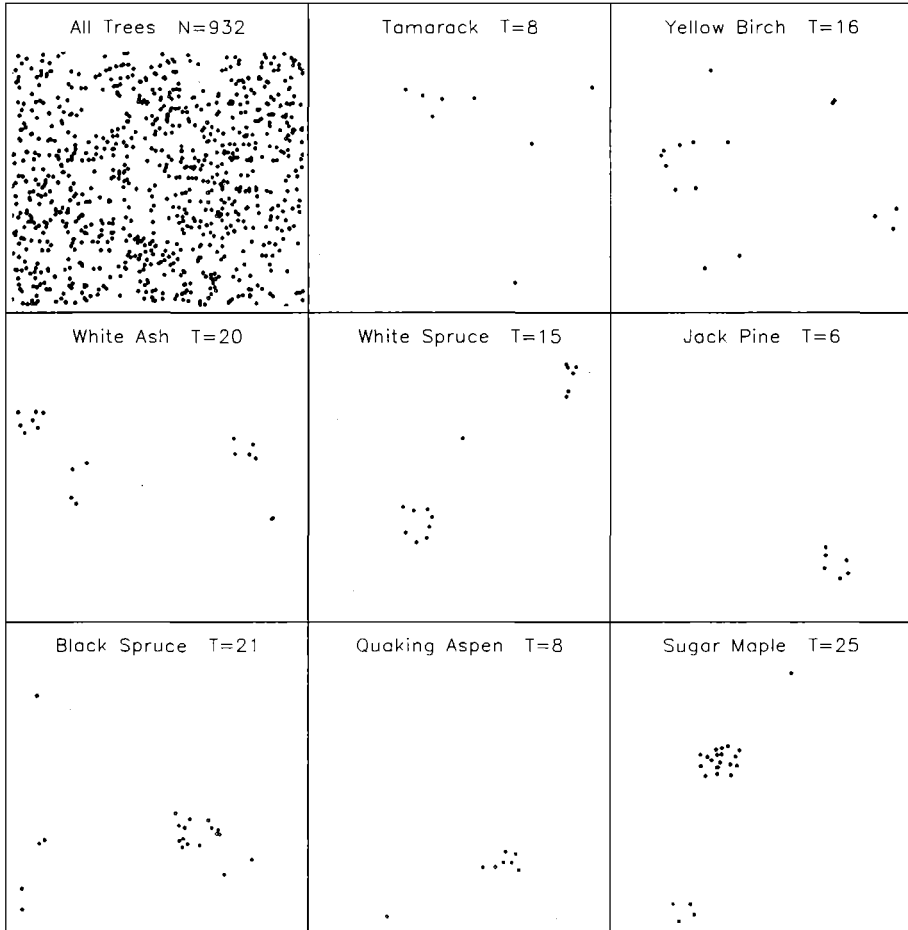 All Trees N=932
Tamarack T=8
Yellow Birch T=16
White Ash T=20
White Spruce T=15
Jack Pine T=6
Black Spruce T=21
Quaking Aspen T=8
Sugar Maple T=25